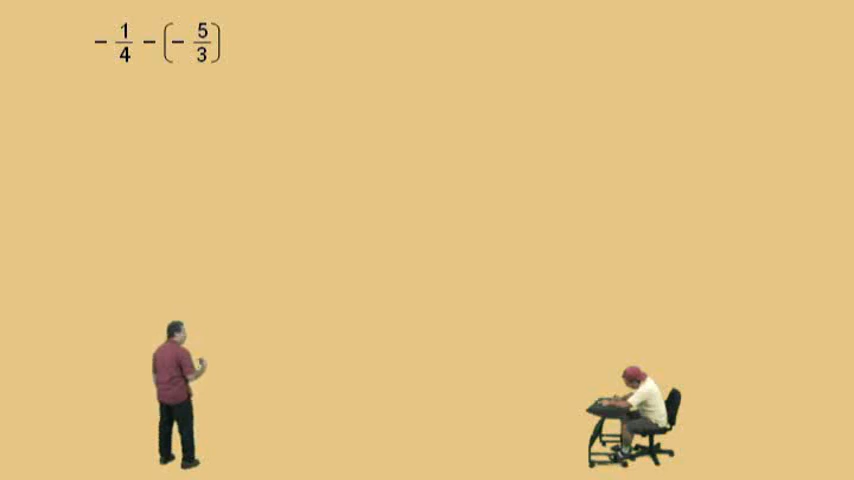 - 1/4 - (- 5/3)